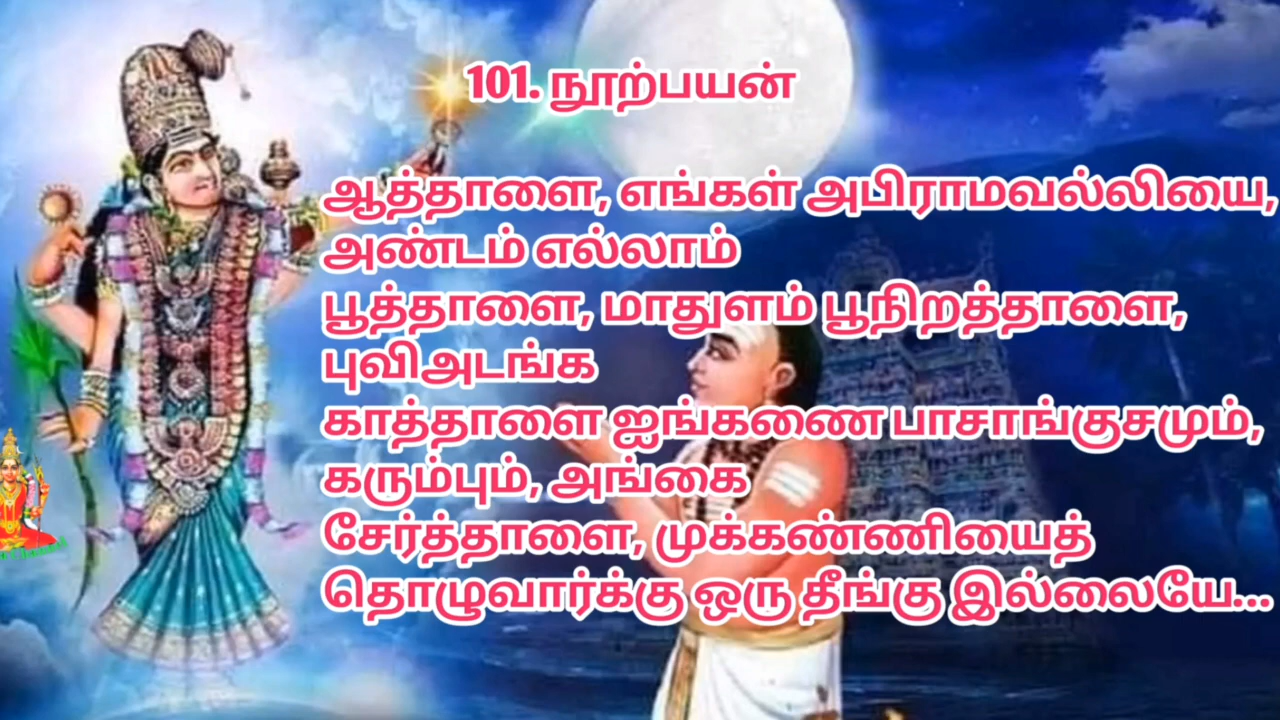 101. நூற்பயன்
ஆத்தாளை, எங்கள் அபிராமவல்லியை,
அண்டம் எல்லாம்
பூத்தாளை, மாதுளம் பூநிறத்தாளை,
புவிஅடங்க
காத்தாளை ஐங்கணை பாசாங்குசமும்,
கரும்பும், அங்கை
சேர்த்தாளை, முக்கண்ணியைத்
தொழுவார்க்கு ஒரு தீங்கு இல்லையே...